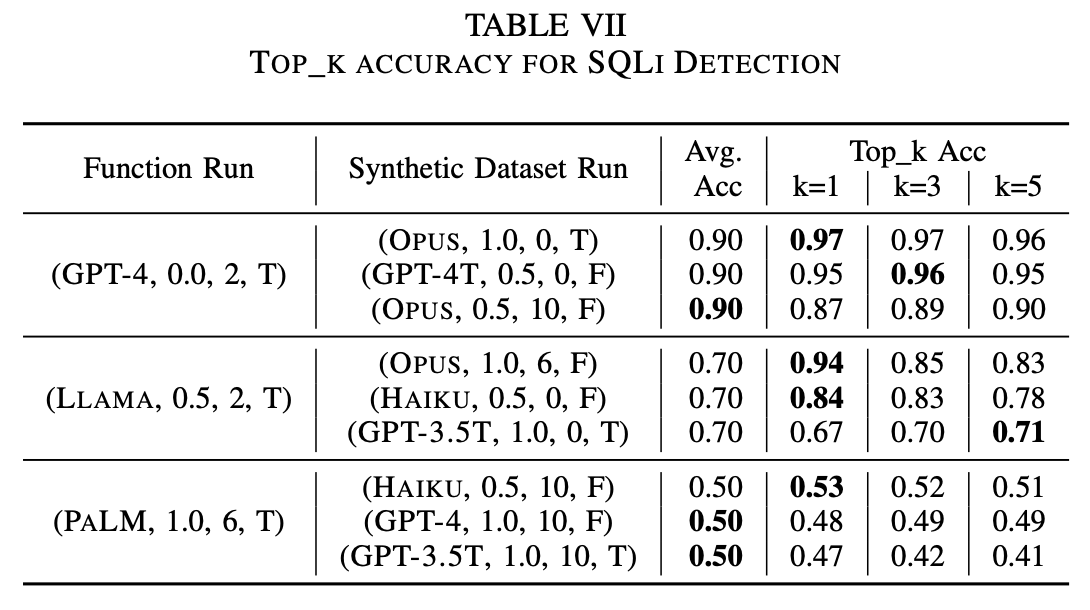 TABLE VII
TOP_K ACCURACY FOR SQLI DETECTION
Function Run | Synthetic Dataset Run | Avg. Acc | Top_k Acc
k=1 | k=3 | k=5
(GPT-4, 0.0, 2, T) | (OPUS, 1.0, 0, T) | 0.90 | 0.97 | 0.97 | 0.96
(GPT-4T, 0.5, 0, F) | 0.90 | 0.95 | 0.96 | 0.95
(OPUS, 0.5, 10, F) | 0.90 | 0.87 | 0.89 | 0.90
(LLAMA, 0.5, 2, T) | (OPUS, 1.0, 6, F) | 0.70 | 0.94 | 0.85 | 0.83
(HAIKU, 0.5, 0, F) | 0.70 | 0.84 | 0.83 | 0.78
(GPT-3.5T, 1.0, 0, T) | 0.70 | 0.67 | 0.70 | 0.71
(PALM, 1.0, 6, T) | (HAIKU, 0.5, 10, F) | 0.50 | 0.53 | 0.52 | 0.51
(GPT-4, 1.0, 10, F) | 0.50 | 0.48 | 0.49 | 0.49
(GPT-3.5T, 1.0, 10, T) | 0.50 | 0.47 | 0.42 | 0.41